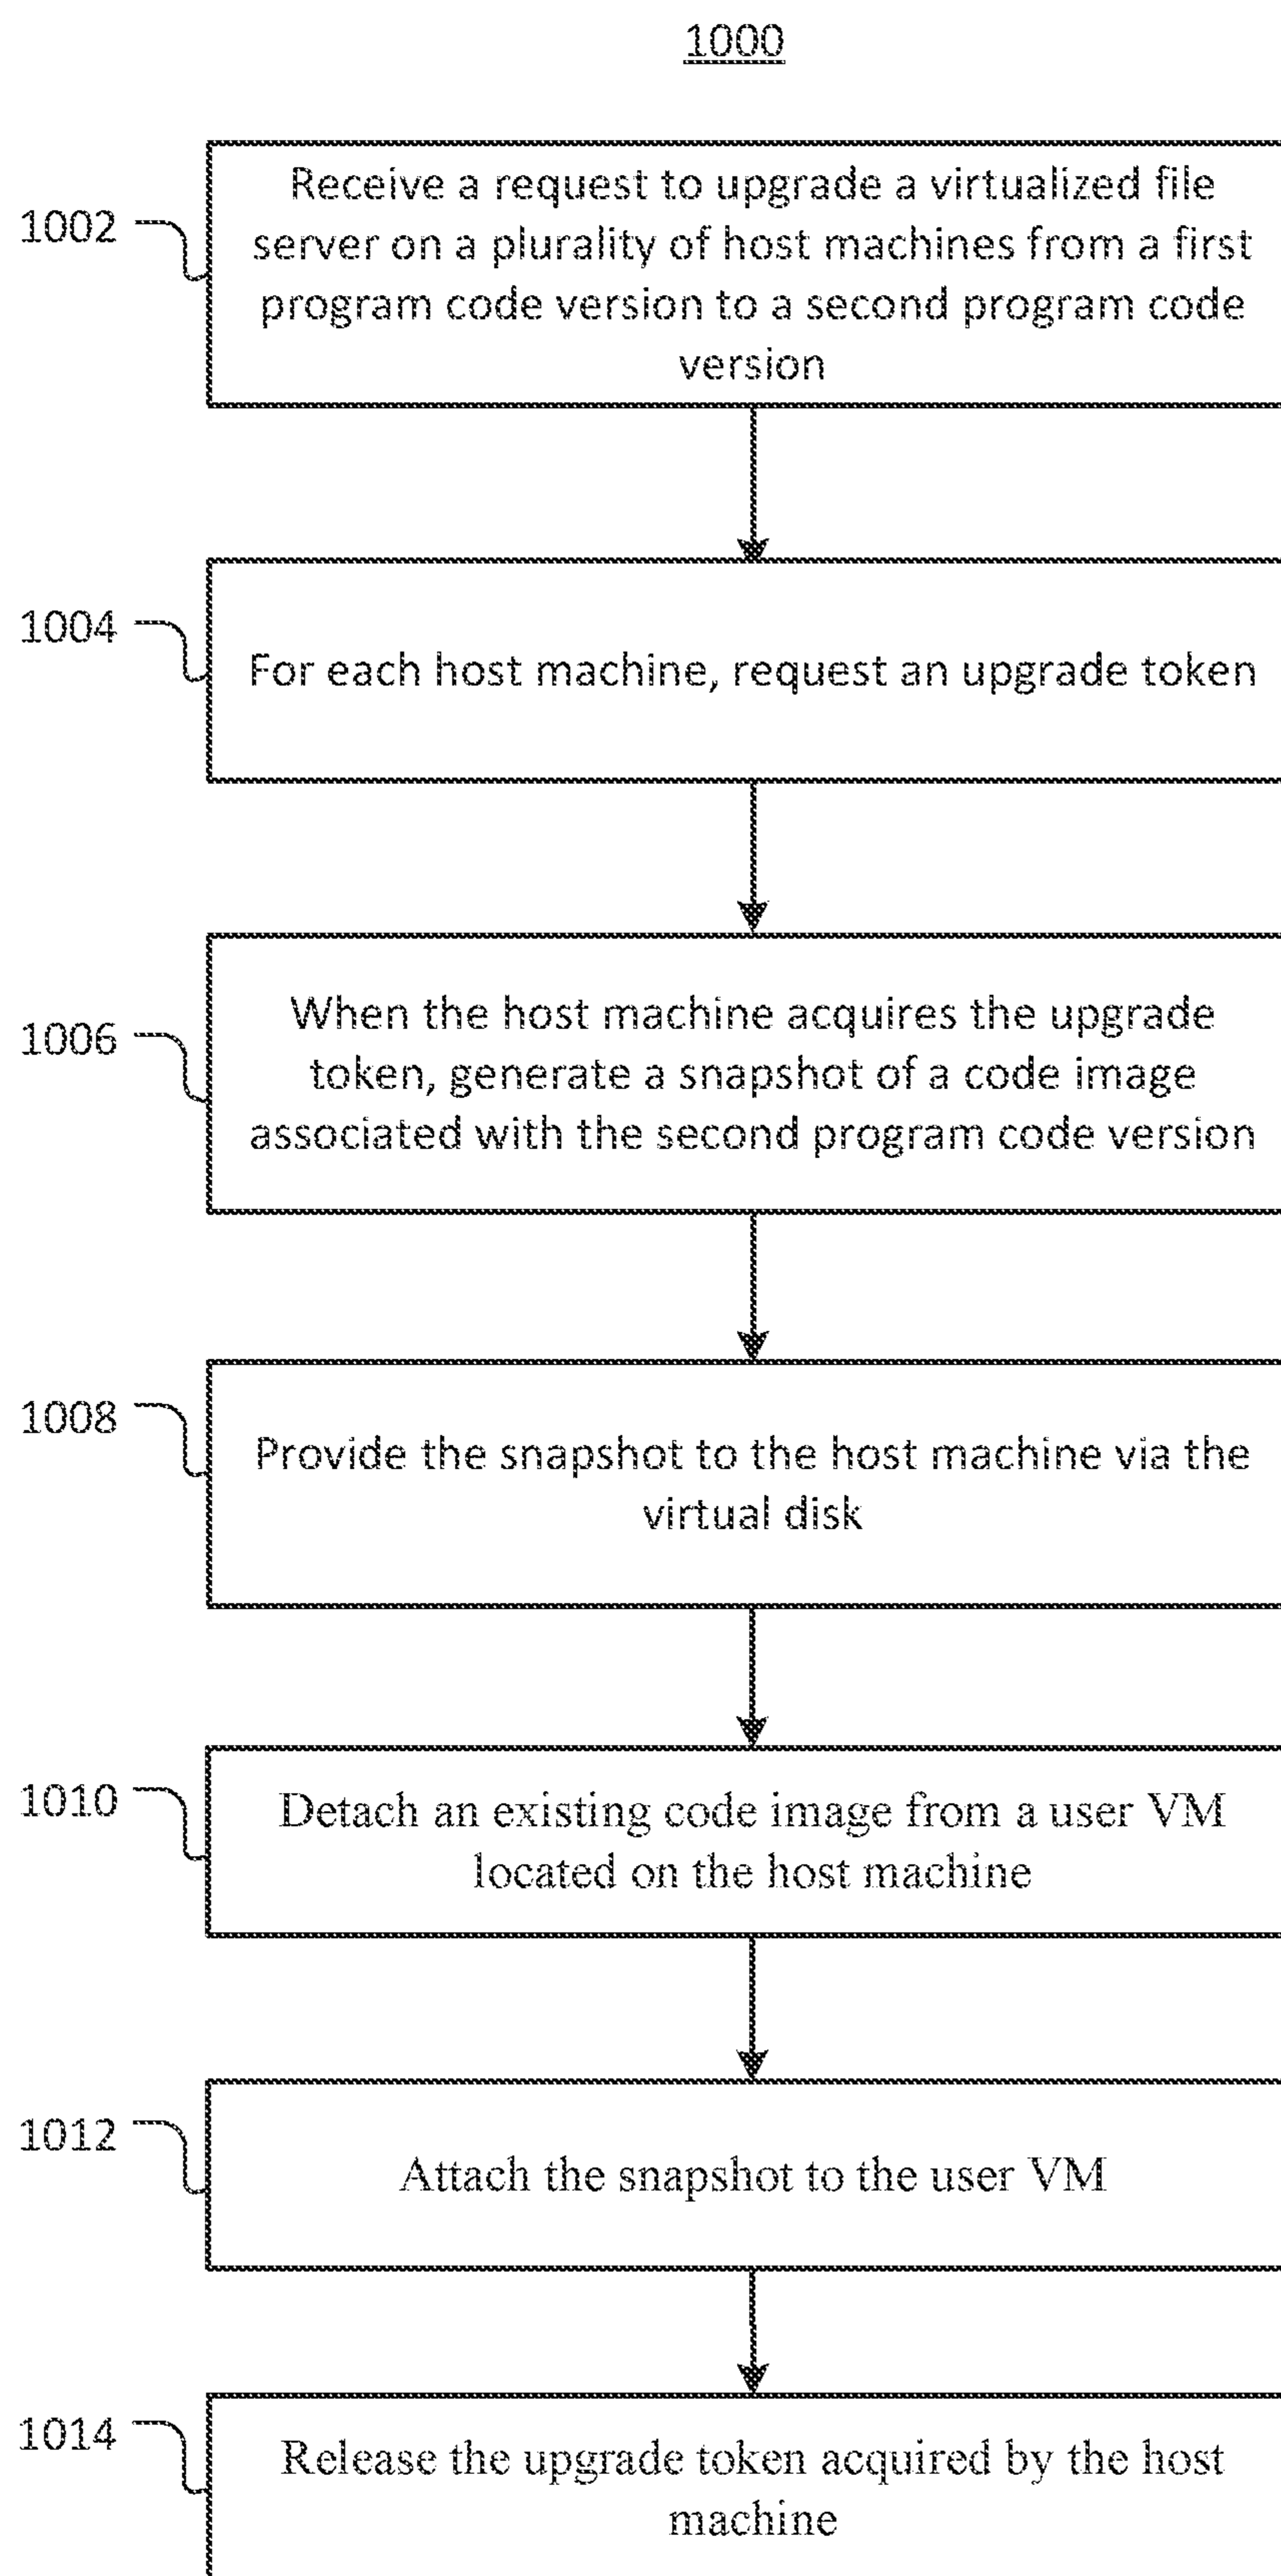 1000
1002
Receive a request to upgrade a virtualized file
server on a plurality of host machines from a first
program code version to a second program code
version
1004
For each host machine, request an upgrade token
1006
When the host machine acquires the upgrade
token, generate a snapshot of a code image
associated with the second program code version
1008
Provide the snapshot to the host machine via the
virtual disk
1010
Detach an existing code image from a user VM
located on the host machine
1012
Attach the snapshot to the user VM
1014
Release the upgrade token acquired by the host
machine